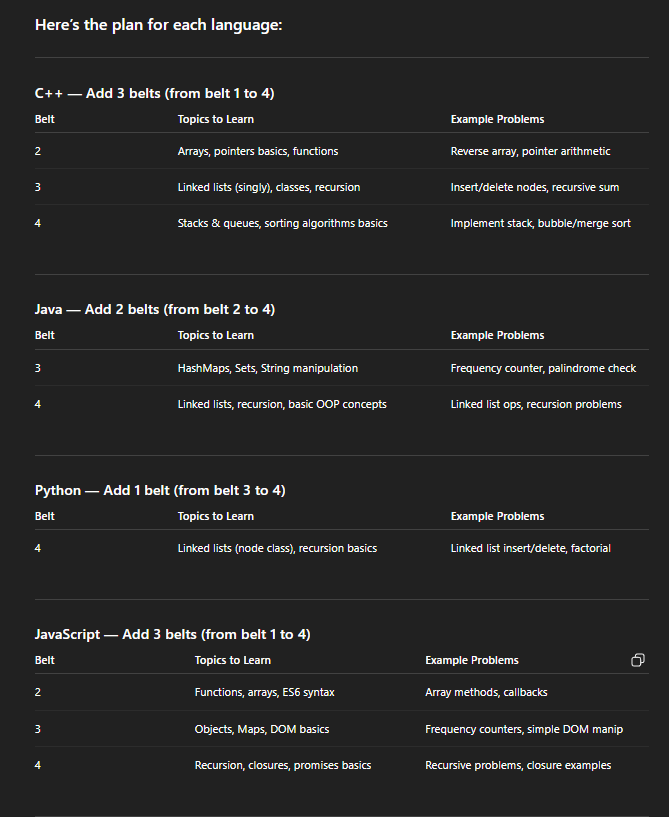 Here's the plan for each language:
C++ — Add 3 belts (from belt 1 to 4)
Belt Topics to Learn Example Problems
2 Arrays, pointers basics, functions Reverse array, pointer arithmetic
3 Linked lists (singly), classes, recursion Insert/delete nodes, recursive sum
4 Stacks & queues, sorting algorithms basics Implement stack, bubble/merge sort
Java — Add 2 belts (from belt 2 to 4)
Belt Topics to Learn Example Problems
3 HashMaps, Sets, String manipulation Frequency counter, palindrome check
4 Linked lists, recursion, basic OOP concepts Linked list ops, recursion problems
Python — Add 1 belt (from belt 3 to 4)
Belt Topics to Learn Example Problems
4 Linked lists (node class), recursion basics Linked list insert/delete, factorial
JavaScript — Add 3 belts (from belt 1 to 4)
Belt Topics to Learn Example Problems
2 Functions, arrays, ES6 syntax Array methods, callbacks
3 Objects, Maps, DOM basics Frequency counters, simple DOM manip
4 Recursion, closures, promises basics Recursive problems, closure examples